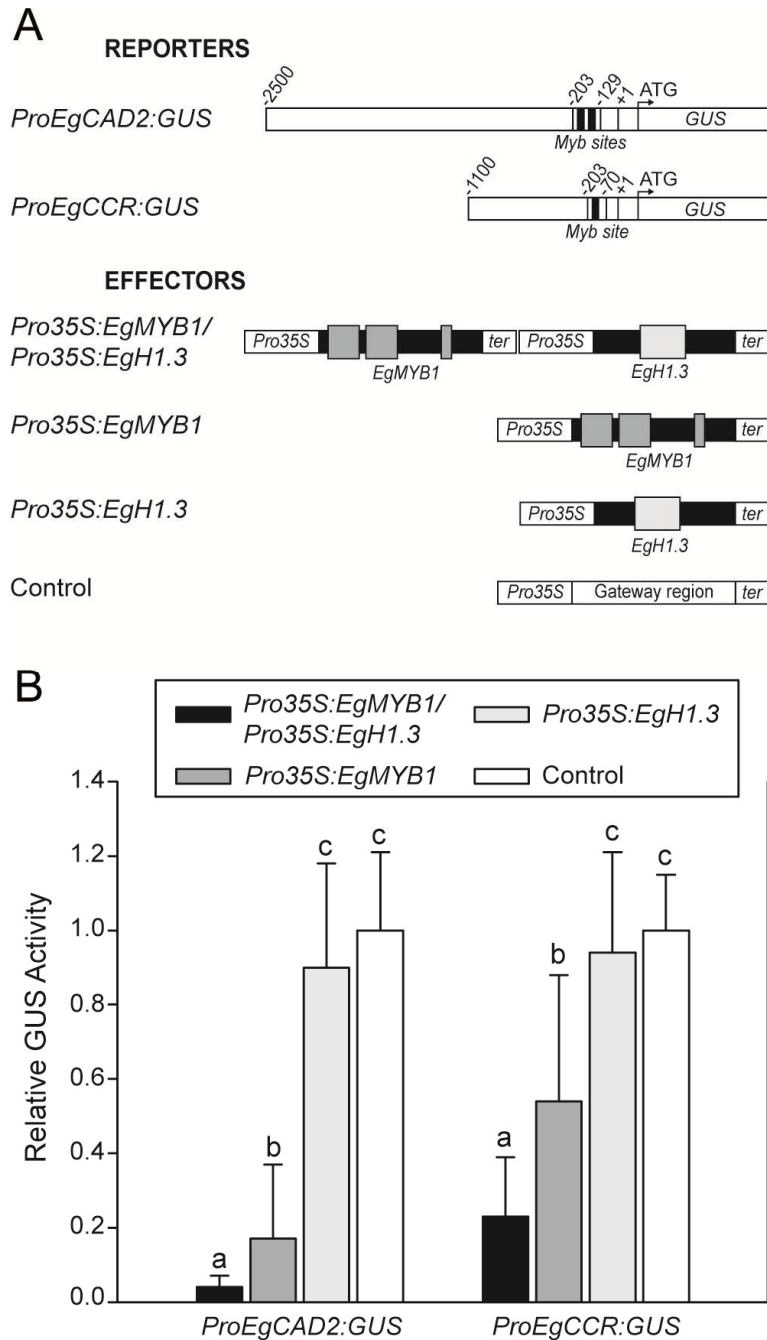 A
REPORTERS
-2500
-203
-129
+1
ATG
ProEgCAD2:GUS
GUS
Myb sites
-1100
-203
-70
+1
ATG
ProEgCCR:GUS
GUS
Myb site
EFFECTORS
Pro35S:EgMYB1/
Pro35S:EgH1.3
Pro35S
ter
Pro35S
ter
EgMYB1
EgH1.3
Pro35S:EgMYB1
Pro35S
ter
EgMYB1
Pro35S:EgH1.3
Pro35S
ter
EgH1.3
Control
Pro35S
Gateway region
ter
B
Pro35S:EgMYB1/
Pro35S:EgH1.3
Pro35S:EgH1.3
Pro35S:EgMYB1
Control
Relative GUS Activity
1.4
1.2
1.0
0.8
0.6
0.4
0.2
0.0
a
b
c
c
a
b
c
c
ProEgCAD2:GUS
ProEgCCR:GUS